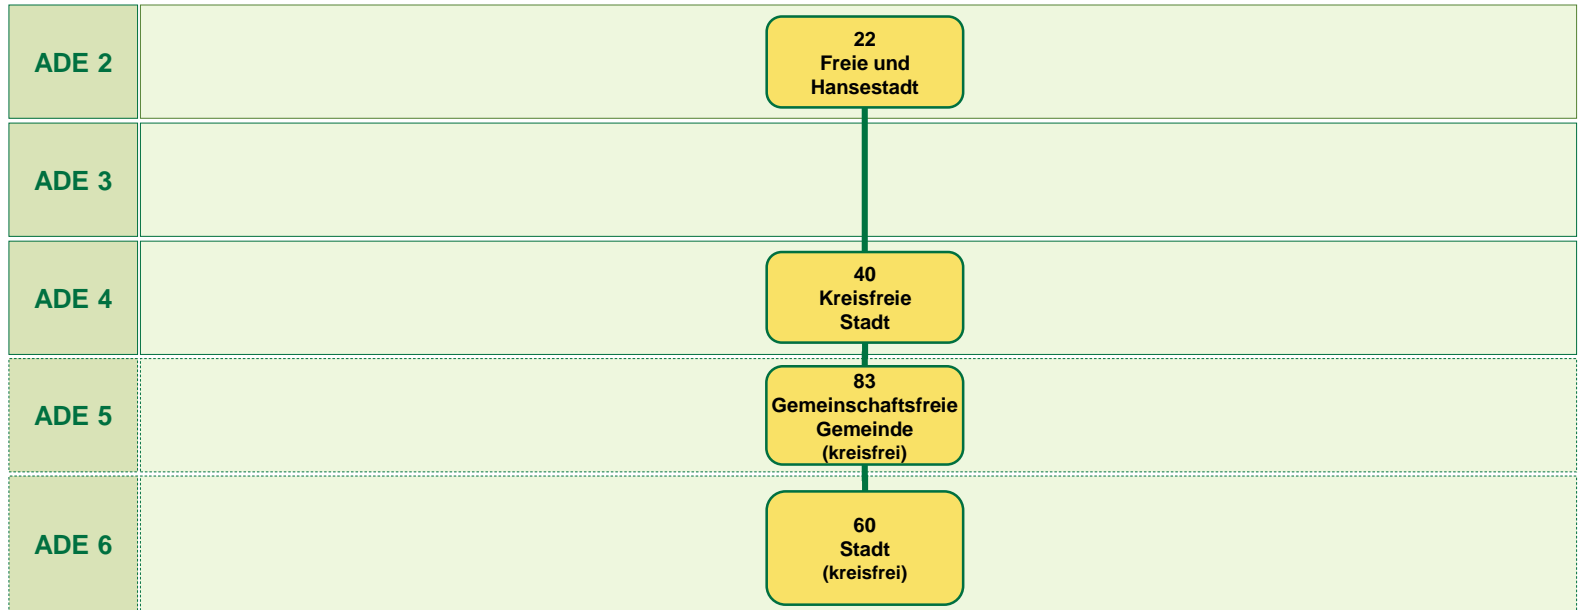 ADE 2
22
Freie und
Hansestadt
ADE 3
ADE 4
40
Kreisfreie
Stadt
ADE 5
83
Gemeinschaftsfreie
Gemeinde
(kreisfrei)
ADE 6
60
Stadt
(kreisfrei)